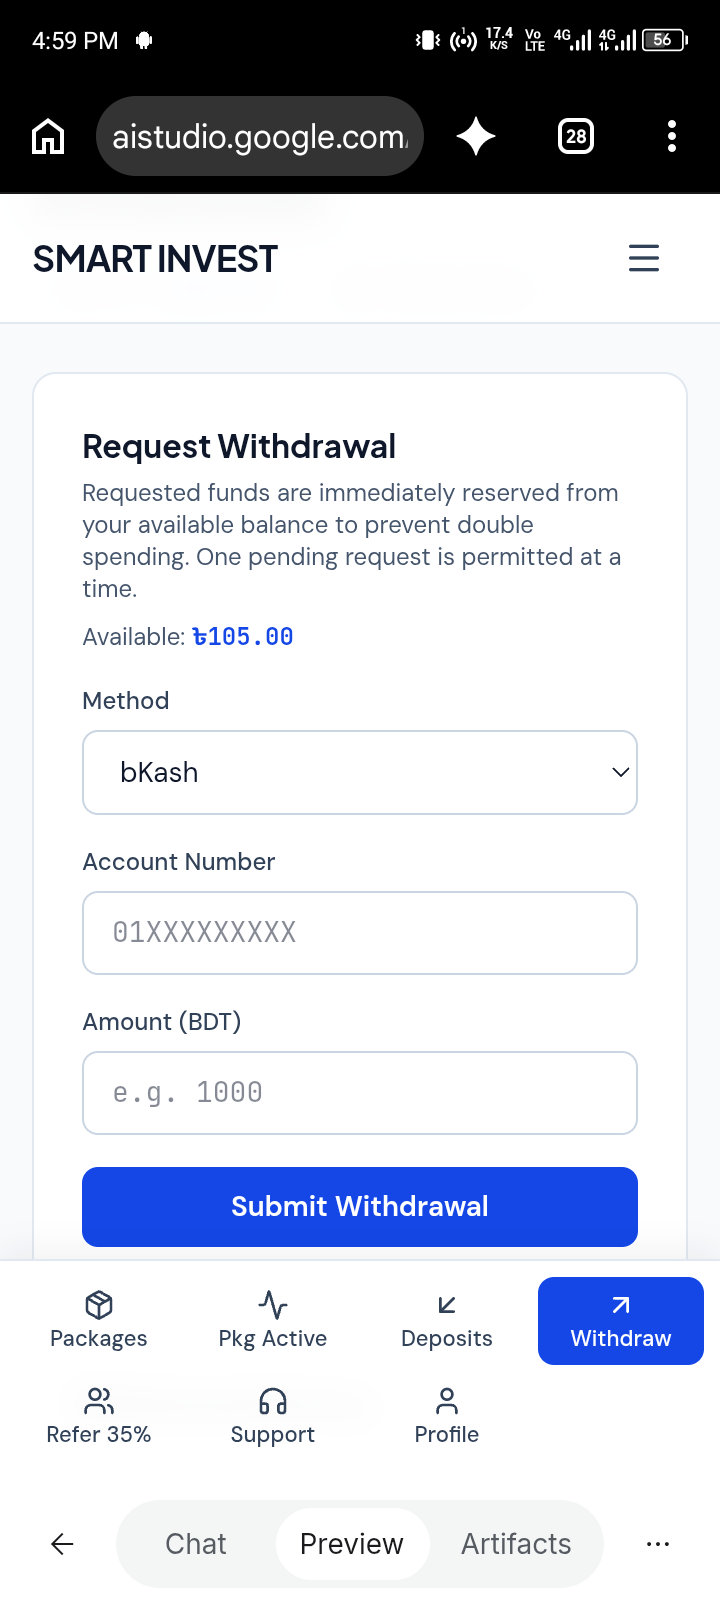 4:59 PM
17.4 K/S
Vo LTE
4G
4G
56
aistudio.google.com/
28
SMART INVEST
Request Withdrawal
Requested funds are immediately reserved from
your available balance to prevent double
spending. One pending request is permitted at a
time.
Available: ৳105.00
Method
bKash
Account Number
01XXXXXXXXX
Amount (BDT)
e.g. 1000
Submit Withdrawal
Packages
Pkg Active
Deposits
Withdraw
Refer 35%
Support
Profile
Chat
Preview
Artifacts